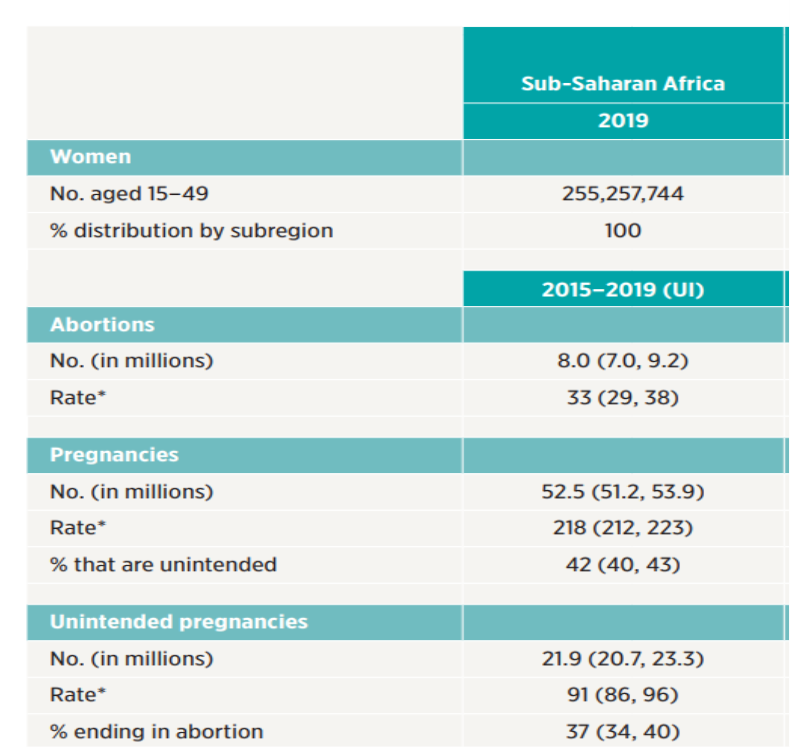 Sub-Saharan Africa
2019
Women
No. aged 15–49 255,257,744
% distribution by subregion 100
2015–2019 (UI)
Abortions
No. (in millions) 8.0 (7.0, 9.2)
Rate* 33 (29, 38)
Pregnancies
No. (in millions) 52.5 (51.2, 53.9)
Rate* 218 (212, 223)
% that are unintended 42 (40, 43)
Unintended pregnancies
No. (in millions) 21.9 (20.7, 23.3)
Rate* 91 (86, 96)
% ending in abortion 37 (34, 40)